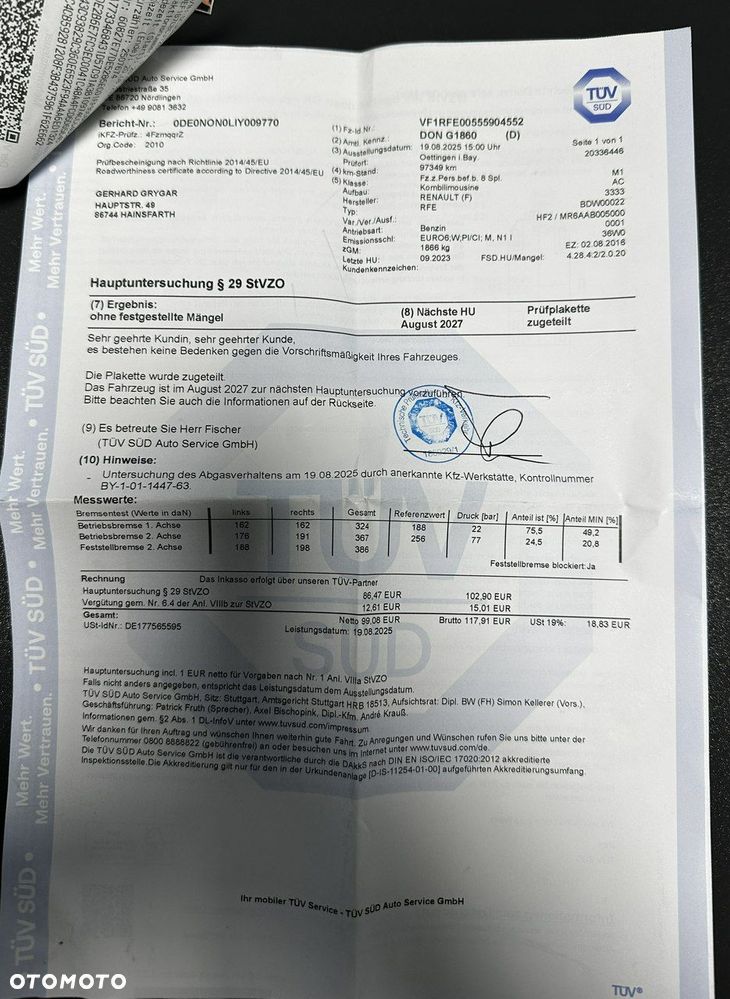 SÜD Auto Service GmbH
striestraße 35
DE 86720 Nördlingen
Telefon +49 9081 3632
Bericht-Nr.: 0DE0NON0LIY009770
iKFZ-Prüfz.: 4FzmqqrZ
Org.Code: 2010
Prüfbescheinigung nach Richtlinie 2014/45/EU
Roadworthiness certificate according to Directive 2014/45/EU
GERHARD GRYGAR
HAUPTSTR. 49
86744 HAINSFARTH
TÜV
SÜD
Seite 1 von 1
20336446
(1) Fz-Id.Nr.: VF1RFE00555904552
(2) Amtl. Kennz.: DON G1860 (D)
(3) Ausstellungsdatum: 19.08.2025 15:00 Uhr
Prüfort: Oettingen i.Bay.
(4) km-Stand: 97349 km
(5) Klasse: Fz.z.Pers.bef.b. 8 Spl. M1
Aufbau: Kombilimousine AC
Hersteller: RENAULT (F) 3333
Typ: RFE BDW00022
Var./Ver./Ausf.: HF2 / MR6AAB005000
Antriebsart: Benzin 0001
Emissionsschl: EURO6;W;PI/CI; M, N1 I 36W0
zGM: 1866 kg EZ: 02.08.2016
Letzte HU 09.2023 FSD.HU/Mangel: 4.28.4.2/2.0.20
Kundenkennzeichen:
Hauptuntersuchung § 29 StVZO
(7) Ergebnis:
ohne festgestellte Mängel
(8) Nächste HU
August 2027
Prüfplakette
zugeteilt
Sehr geehrte Kundin, sehr geehrter Kunde,
es bestehen keine Bedenken gegen die Vorschriftsmäßigkeit Ihres Fahrzeuges.
Die Plakette wurde zugeteilt.
Das Fahrzeug ist im August 2027 zur nächsten Hauptuntersuchung vorzuführen.
Bitte beachten Sie auch die Informationen auf der Rückseite.
(9) Es betreute Sie Herr Fischer
(TÜV SÜD Auto Service GmbH)
(10) Hinweise:
- Untersuchung des Abgasverhaltens am 19.08.2025 durch anerkannte Kfz-Werkstätte, Kontrollnummer
BY-1-01-1447-63.
Messwerte:
Bremsentest (Werte in daN) links rechts Gesamt Referenzwert Druck [bar] Anteil ist [%] Anteil MIN [%]
Betriebsbremse 1. Achse 162 162 324 188 22 75,5 49,2
Betriebsbremse 2. Achse 176 191 367 256 77 24,5 20,8
Feststellbremse 2. Achse 188 198 386
Feststellbremse blockiert:Ja
Rechnung Das Inkasso erfolgt über unseren TÜV-Partner
Hauptuntersuchung § 29 StVZO 86,47 EUR 102,90 EUR
Vergütung gem. Nr. 6.4 der Anl. VIIIb zur StVZO 12,61 EUR 15,01 EUR
Gesamt: Netto 99,08 EUR Brutto 117,91 EUR USt 19%: 18,83 EUR
USt-IdNr.: DE177565595 Leistungsdatum: 19.08.2025
Hauptuntersuchung incl. 1 EUR netto für Vorgaben nach Nr. 1 Anl. VIIIa StVZO
Falls nicht anders angegeben, entspricht das Leistungsdatum dem Ausstellungsdatum.
TÜV SÜD Auto Service GmbH, Sitz: Stuttgart, Amtsgericht Stuttgart HRB 18513, Aufsichtsrat: Dipl. BW (FH) Simon Kellerer (Vors.),
Geschäftsführung: Patrick Fruth (Sprecher), Axel Bischopink, Dipl.-Kfm. André Krauß.
Informationen gem. §2 Abs. 1 DL-InfoV unter www.tuvsud.com/impressum.
Wir danken für Ihren Auftrag und wünschen Ihnen weiterhin gute Fahrt. Zu Anregungen und Wünschen rufen Sie uns bitte unter der
Telefonnummer 0800 8888822 (gebührenfrei) an oder besuchen uns im Internet unter www.tuvsud.com/de.
Die TÜV SÜD Auto Service GmbH ist die verantwortliche durch die DAkkS nach DIN EN ISO/IEC 17020:2012 akkreditierte
Inspektionsstelle.Die Akkreditierung gilt nur für den in der Urkundenanlage [D-IS-11254-01-00] aufgeführten Akkreditierungsumfang.
Ihr mobiler TÜV Service - TÜV SÜD Auto Service GmbH
TÜV SÜD • Mehr Wert. Mehr Vertrauen. • TÜV SÜD • Mehr Wert. Mehr Vertrauen. • TÜV SÜD • Mehr Wert. Mehr Vertrauen.
TÜV
SÜD
TÜV®
OTOMOTO